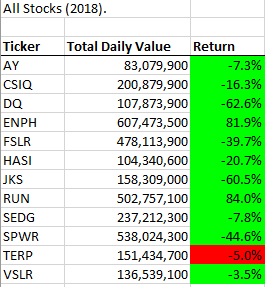 All Stocks (2018).
Ticker Total Daily Value Return
AY 83,079,900 -7.3%
CSIQ 200,879,900 -16.3%
DQ 107,873,900 -62.6%
ENPH 607,473,500 81.9%
FSLR 478,113,900 -39.7%
HASI 104,340,600 -20.7%
JKS 158,309,000 -60.5%
RUN 502,757,100 84.0%
SEDG 237,212,300 -7.8%
SPWR 538,024,300 -44.6%
TERP 151,434,700 -5.0%
VSLR 136,539,100 -3.5%